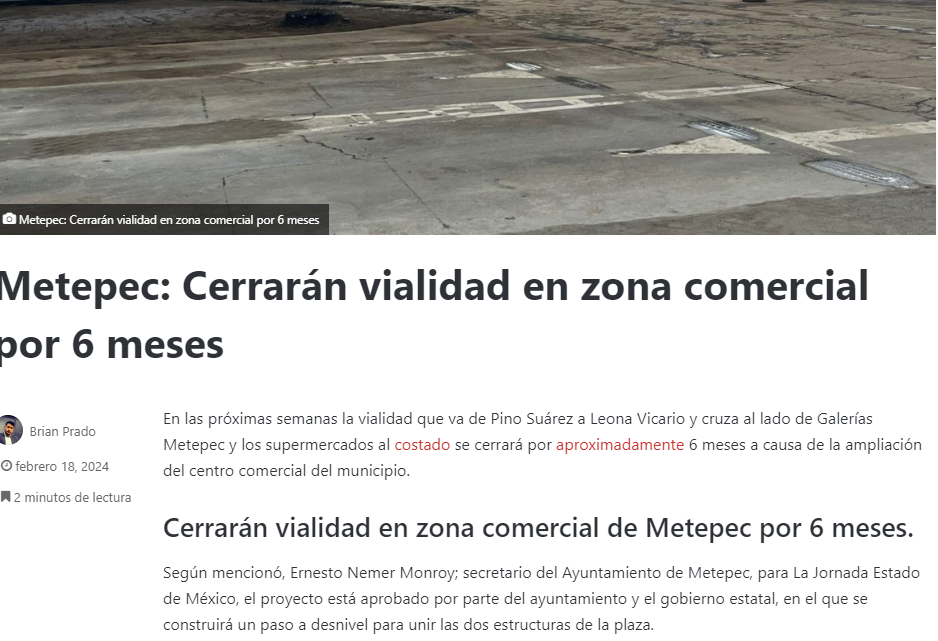 Metepec: Cerrarán vialidad en zona comercial por 6 meses
Metepec: Cerrarán vialidad en zona comercial
por 6 meses
Brian Prado
febrero 18, 2024
2 minutos de lectura
En las próximas semanas la vialidad que va de Pino Suárez a Leona Vicario y cruza al lado de Galerías
Metepec y los supermercados al costado se cerrará por aproximadamente 6 meses a causa de la ampliación
del centro comercial del municipio.
Cerrarán vialidad en zona comercial de Metepec por 6 meses.
Según mencionó, Ernesto Nemer Monroy; secretario del Ayuntamiento de Metepec, para La Jornada Estado
de México, el proyecto está aprobado por parte del ayuntamiento y el gobierno estatal, en el que se
construirá un paso a desnivel para unir las dos estructuras de la plaza.